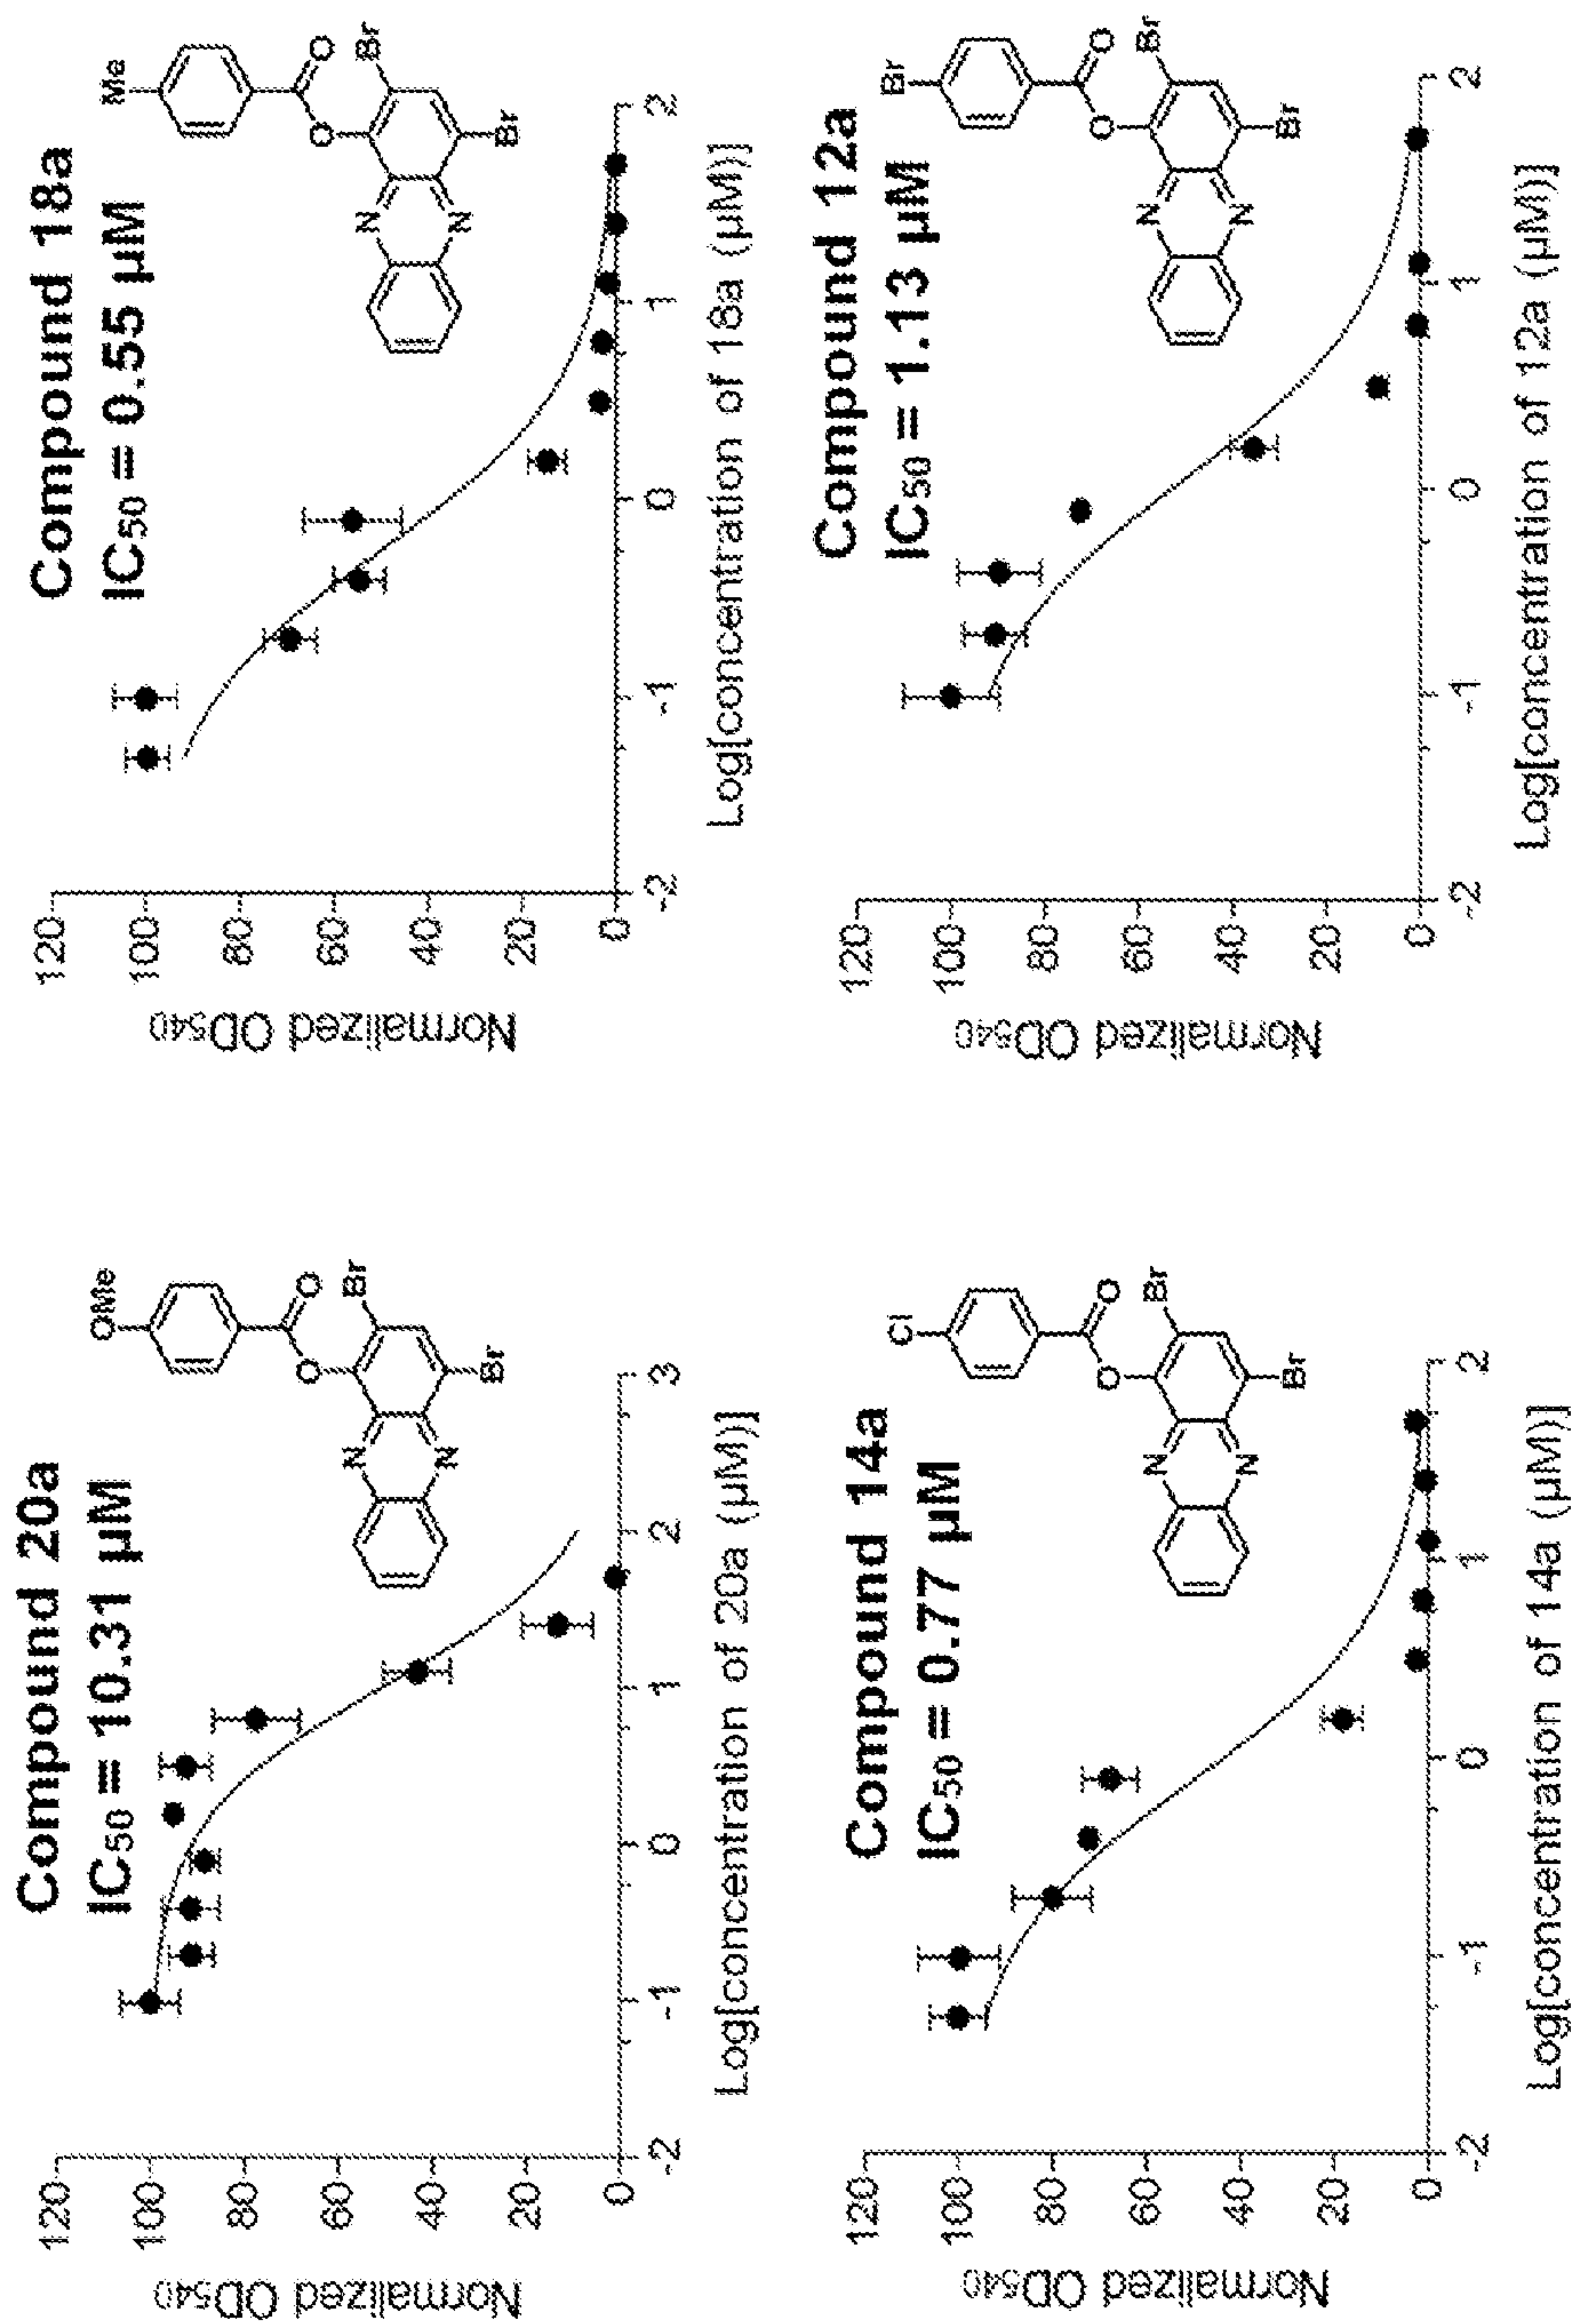 Compound 20a
IC50 = 10.31 µM
OMe
O
O
Br
N
N
Br
120
100
80
60
40
20
0
Normalized OD540
-2
-1
0
1
2
3
Log[concentration of 20a (µM)]
Compound 18a
IC50 = 0.55 µM
Me
O
O
Br
N
N
Br
120
100
80
60
40
20
0
Normalized OD540
-2
-1
0
1
2
Log[concentration of 18a (µM)]
Compound 14a
IC50 = 0.77 µM
Cl
O
O
Br
N
N
Br
120
100
80
60
40
20
0
Normalized OD540
-2
-1
0
1
2
Log[concentration of 14a (µM)]
Compound 12a
IC50 = 1.13 µM
Br
O
O
Br
N
N
Br
120
100
80
60
40
20
0
Normalized OD540
-2
-1
0
1
2
Log[concentration of 12a (µM)]